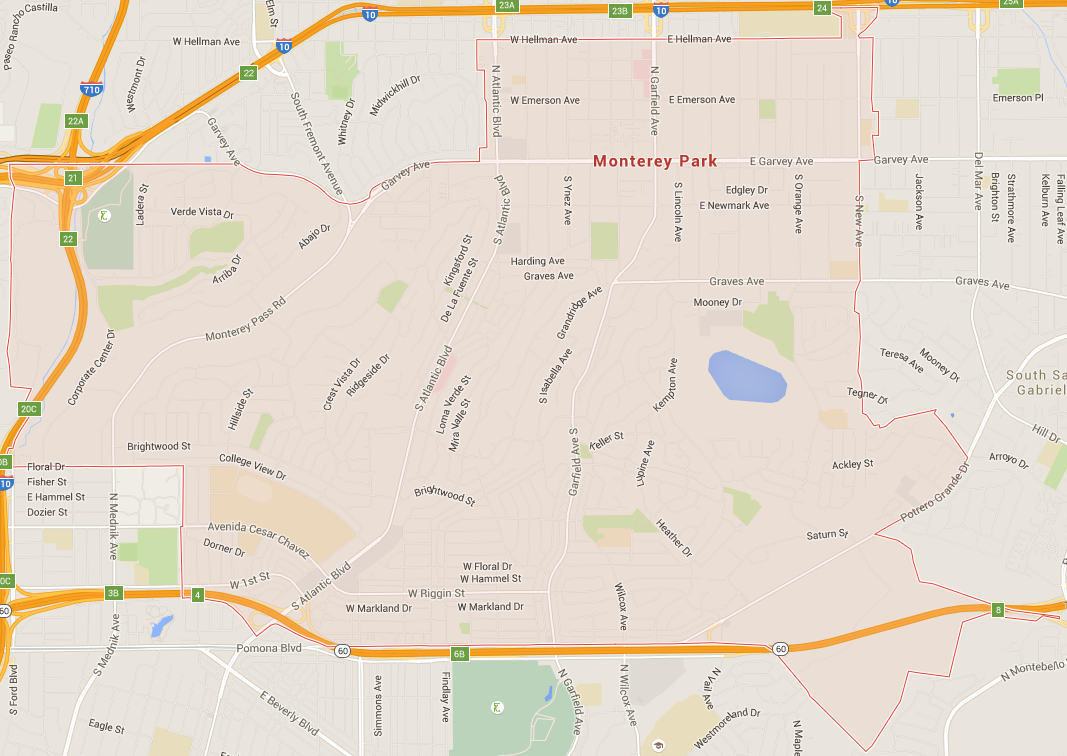 Paseo Rancho Castilla
Elm St
10
23A
23B
10
24
10
25A
W Hellman Ave
W Hellman Ave
E Hellman Ave
10
22
710
Westmont Dr
Midwickhill Dr
Whitney Dr
South Fremont Avenue
N Atlantic Blvd
W Emerson Ave
N Garfield Ave
E Emerson Ave
Emerson Pl
22A
Garvey Ave
Garvey Ave
Monterey Park
E Garvey Ave
Garvey Ave
21
Ladera St
Verde Vista Dr
Abajo Dr
S Atlantic Blvd
S Ynez Ave
S Lincoln Ave
Edgley Dr
E Newmark Ave
S Orange Ave
S New Ave
Jackson Ave
Del Mar Ave
Brighton St
Strathmore Ave
Kelburn Ave
Falling Leaf Ave
22
Arriba Dr
Kingsford St
De La Fuente St
Harding Ave
Graves Ave
Graves Ave
Graves Ave
Monterey Pass Rd
Grandridge Ave
Mooney Dr
Corporate Center Dr
Crest Vista Dr
Ridgeside Dr
S Atlantic Blvd
S Isabella Ave
Kempton Ave
Teresa Ave
Mooney Dr
South Sa
Gabriel
Tegner Dr
20C
Hillside St
Loma Verde St
Mira Valle St
Hill Dr
Brightwood St
College View Dr
S Garfield Ave
Keller St
Lupine Ave
Ackley St
Arroyo Dr
0B
Floral Dr
Fisher St
10
E Hammel St
Dozier St
N Mednik Ave
Brightwood St
Potrero Grande Dr
Avenida Cesar Chavez
Dorner Dr
Heather Dr
Saturn St
W 1st St
S Atlantic Blvd
W Floral Dr
W Hammel St
W Riggin St
W Markland Dr
W Markland Dr
Wilcox Ave
0C
3B
4
60
8
S Mednik Ave
Pomona Blvd
60
6B
60
S Ford Blvd
E Beverly Blvd
Simmons Ave
Findlay Ave
N Garfield Ave
N Wilcox Ave
N Vail Ave
Westmoreland Dr
N Maple
N Montebello
Eagle St